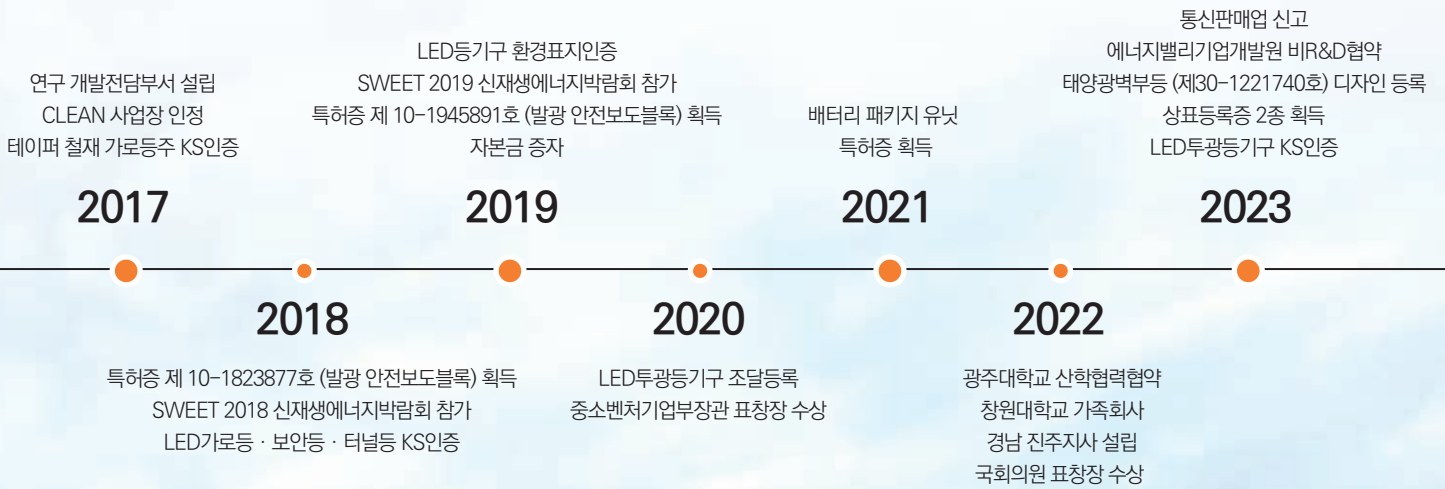 연구 개발전담부서 설립
CLEAN 사업장 인정
테이퍼 철재 가로등주 KS인증
2017
특허증 제 10-1823877호 (발광 안전보도블록) 획득
SWEET 2018 신재생에너지박람회 참가
LED가로등 · 보안등 · 터널등 KS인증
2018
LED등기구 환경표지인증
SWEET 2019 신재생에너지박람회 참가
특허증 제 10-1945891호 (발광 안전보도블록) 획득
자본금 증자
2019
2020
LED투광등기구 조달등록
중소벤처기업부장관 표창장 수상
배터리 패키지 유닛
특허증 획득
2021
2022
광주대학교 산학협력협약
창원대학교 가족회사
경남 진주지사 설립
국회의원 표창장 수상
통신판매업 신고
에너지밸리기업개발원 비R&D협약
태양광벽부등 (제30-1221740호) 디자인 등록
상표등록증 2종 획득
LED투광등기구 KS인증
2023